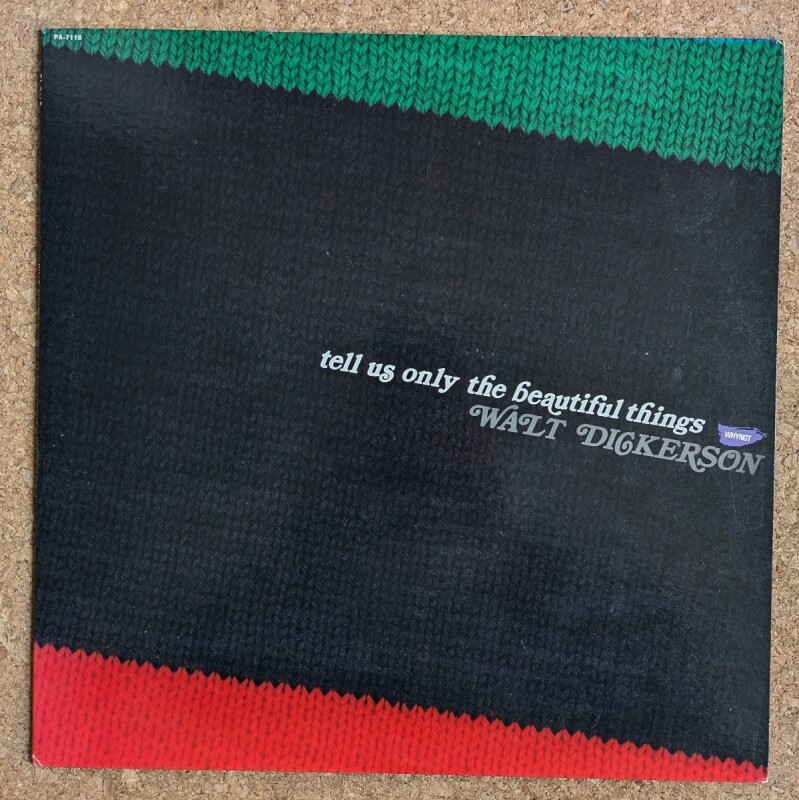 PA-7118
tell us only the beautiful things
WHYNOT
WALT DICKERSON